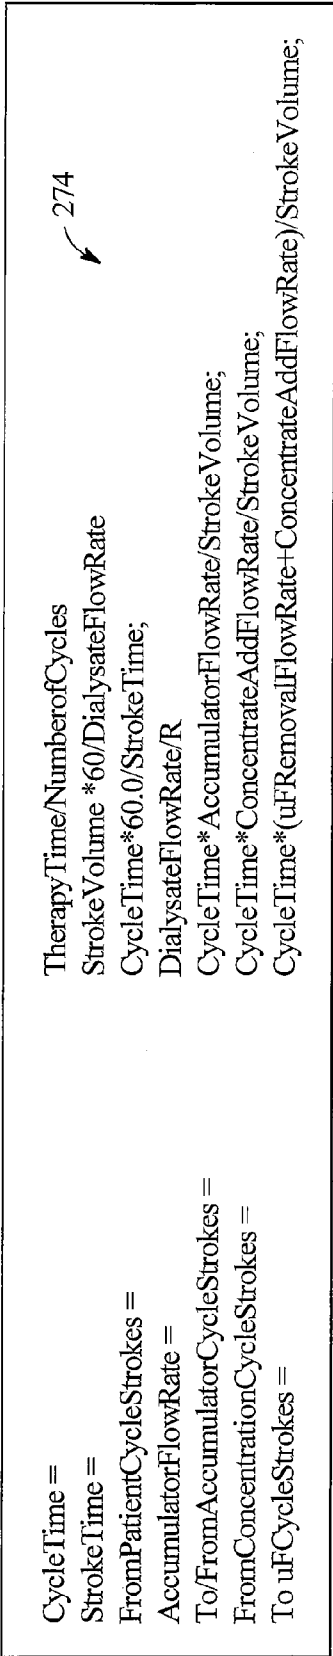 CycleTime = TherapyTime/NumberofCycles
StrokeTime = StrokeVolume *60/DialysateFlowRate
FromPatientCycleStrokes = CycleTime*60.0/StrokeTime;
AccumulatorFlowRate = DialysateFlowRate/R
To/FromAccumulatorCycleStrokes = CycleTime*AccumulatorFlowRate/StrokeVolume;
FromConcentrationCycleStrokes = CycleTime*ConcentrateAddFlowRate/StrokeVolume;
To uFCycleStrokes = CycleTime*(uFRemovalFlowRate+ConcentrateAddFlowRate)/StrokeVolume;
274